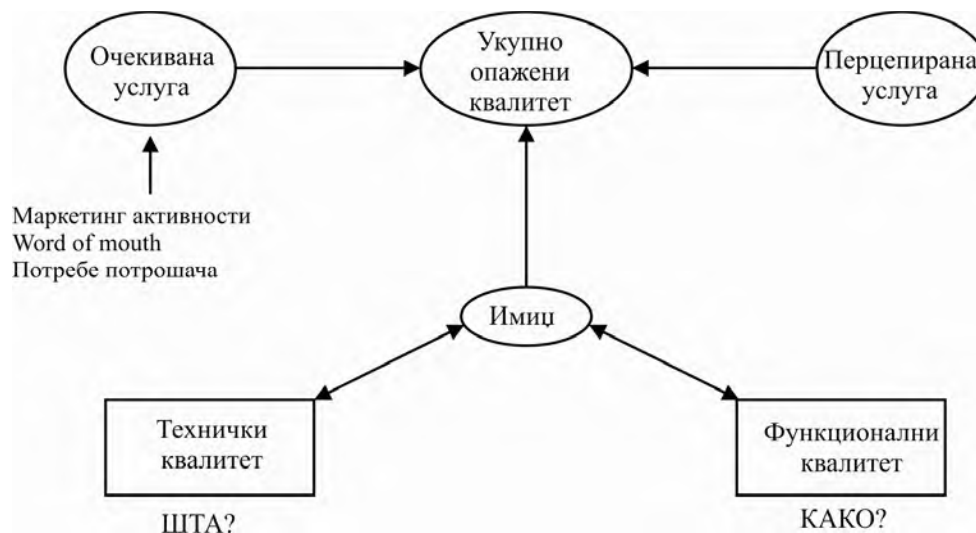 Очекивана
услуга
Укупно
опажени
квалитет
Перцепирана
услуга
Маркетинг активности
Word of mouth
Потребе потрошача
Имиџ
Технички
квалитет
Функционални
квалитет
ШТА?
КАКО?